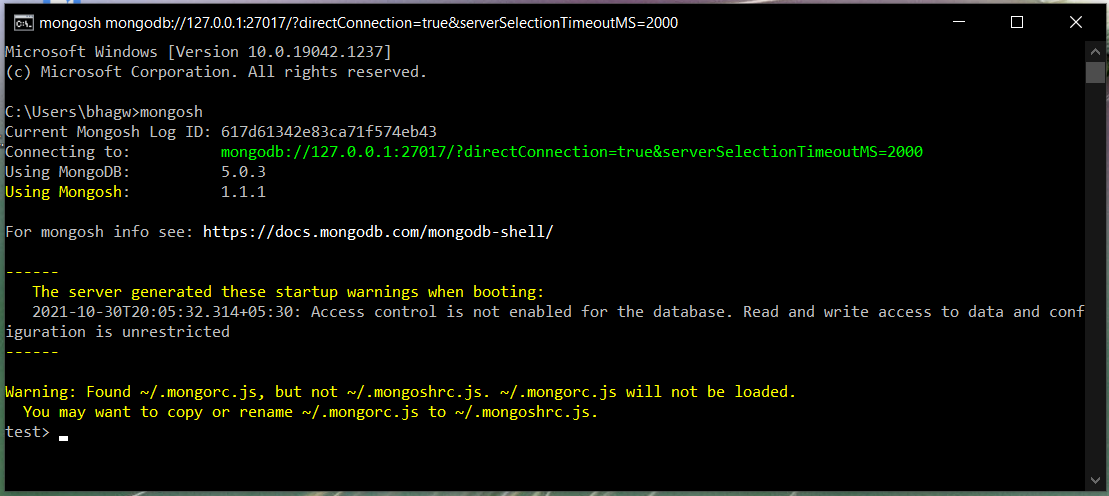 mongosh mongodb://127.0.0.1:27017/?directConnection=true&serverSelectionTimeoutMS=2000
Microsoft Windows [Version 10.0.19042.1237]
(c) Microsoft Corporation. All rights reserved.
C:\Users\bhagw>mongosh
Current Mongosh Log ID: 617d61342e83ca71f574eb43
Connecting to: mongodb://127.0.0.1:27017/?directConnection=true&serverSelectionTimeoutMS=2000
Using MongoDB: 5.0.3
Using Mongosh: 1.1.1
For mongosh info see: https://docs.mongodb.com/mongodb-shell/
------
The server generated these startup warnings when booting:
2021-10-30T20:05:32.314+05:30: Access control is not enabled for the database. Read and write access to data and conf
iguration is unrestricted
------
Warning: Found ~/.mongorc.js, but not ~/.mongoshrc.js. ~/.mongorc.js will not be loaded.
You may want to copy or rename ~/.mongorc.js to ~/.mongoshrc.js.
test>